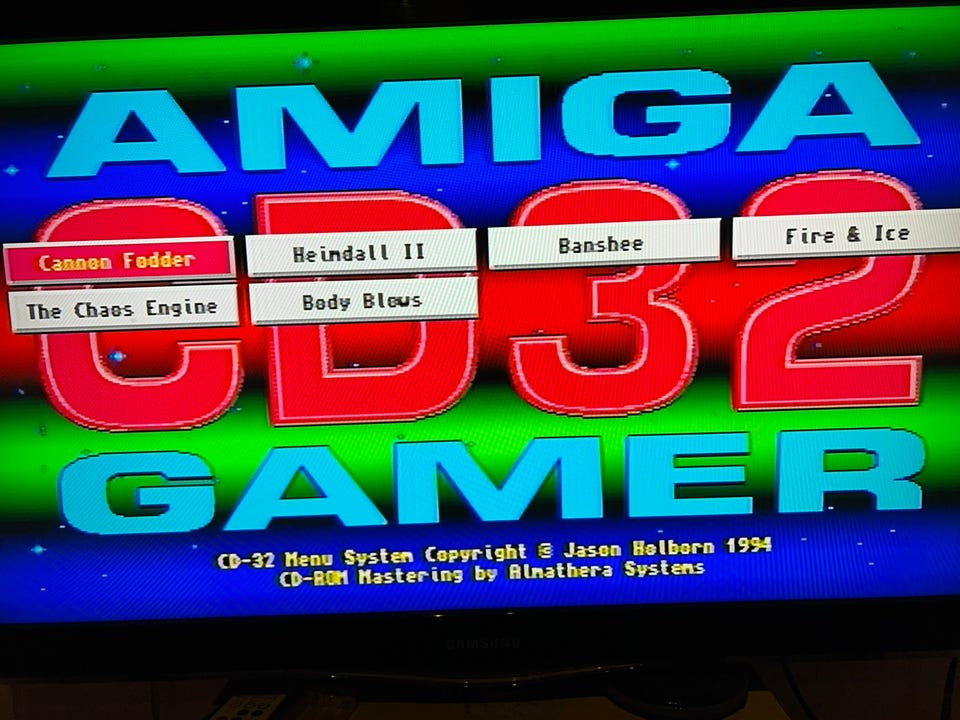 AMIGA
CD32
Cannon Fodder
Heimdall II
Banshee
Fire & Ice
The Chaos Engine
Body Blows
GAMER
CD-32 Menu System Copyright © Jason Holborn 1994
CD-ROM Mastering by Almathera Systems
SAMSUNG